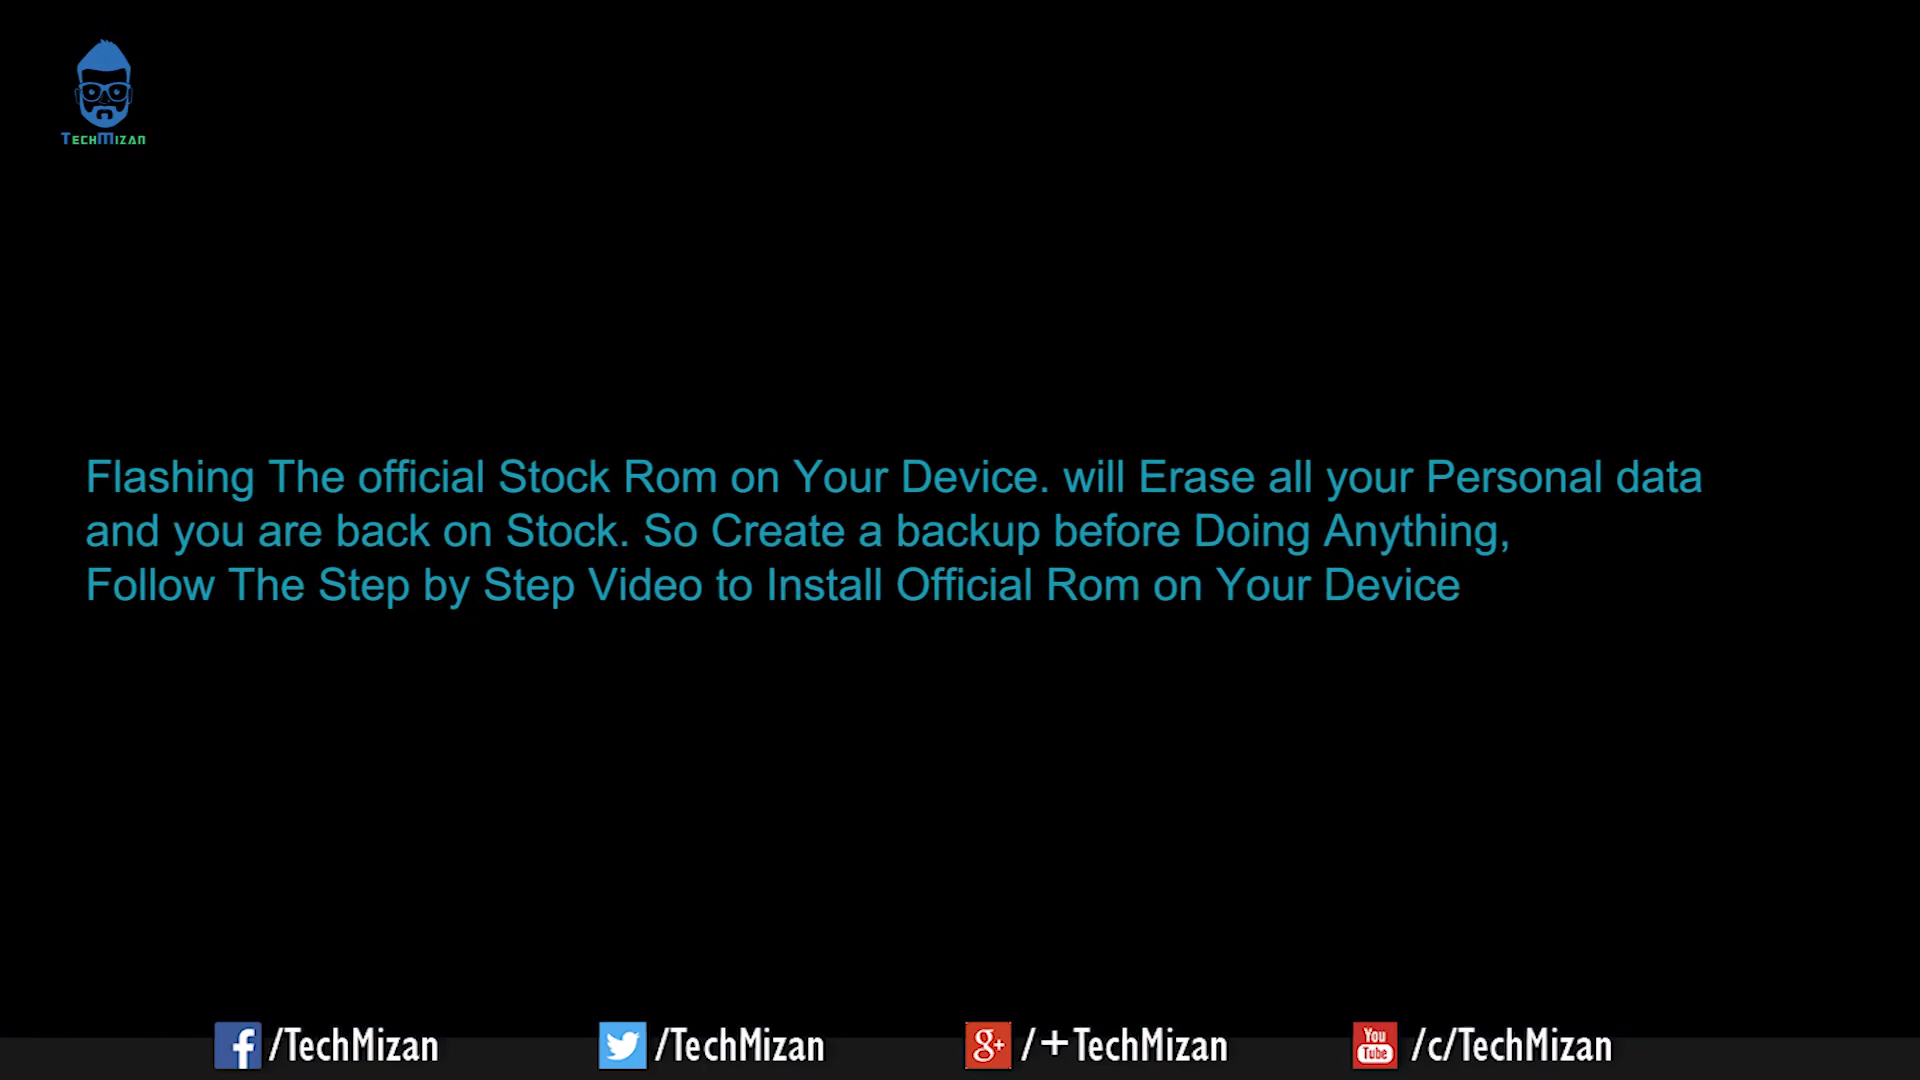 TechMizan
Flashing The official Stock Rom on Your Device. will Erase all your Personal data
and you are back on Stock. So Create a backup before Doing Anything,
Follow The Step by Step Video to Install Official Rom on Your Device
f /TechMizan
/TechMizan
g+ /+TechMizan
You
Tube
/c/TechMizan